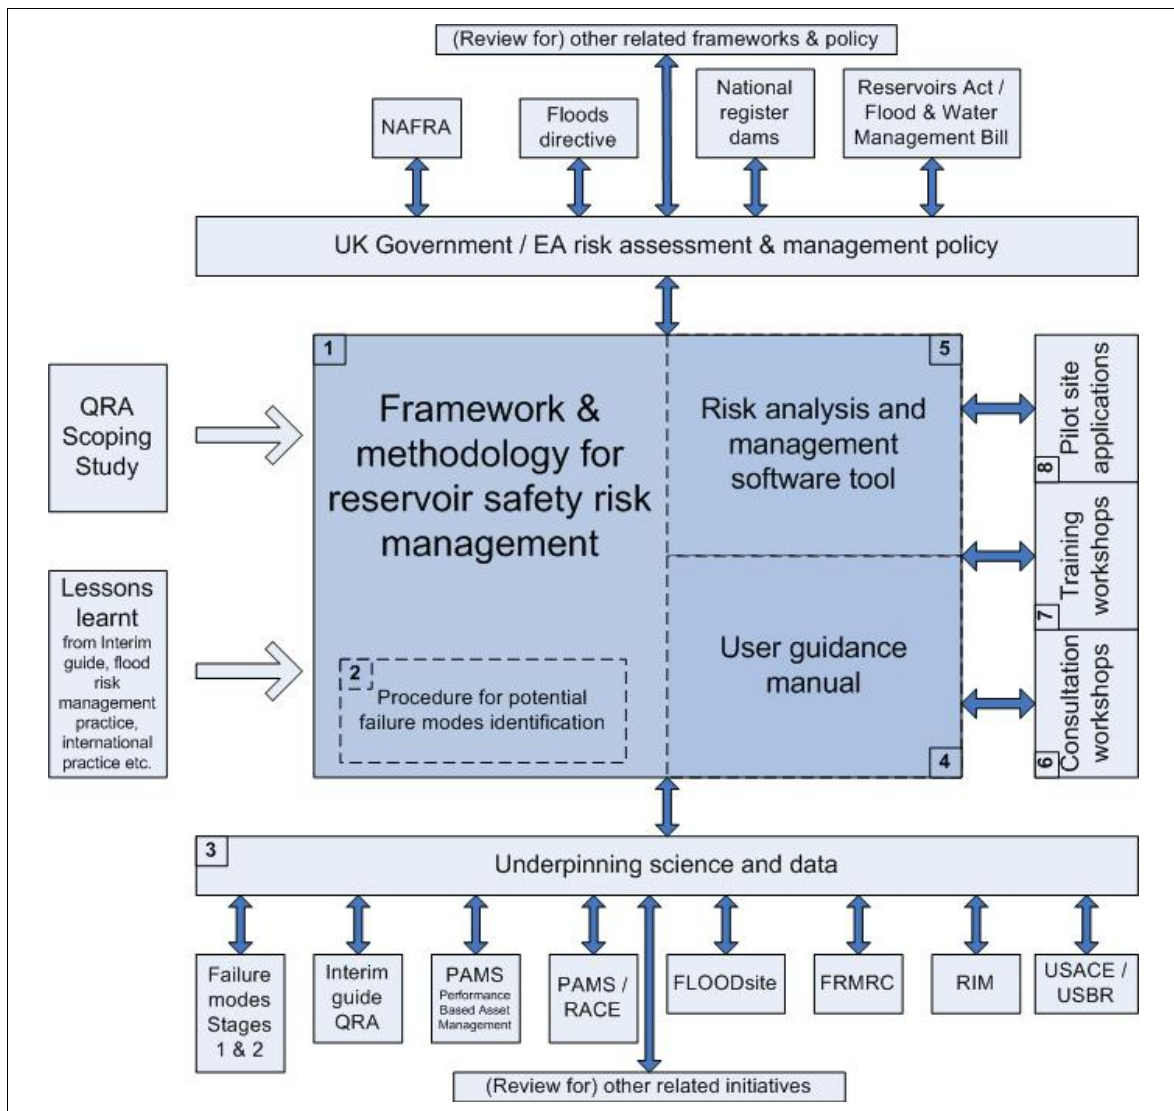 (Review for) other related frameworks & policy
NAFRA
Floods
directive
National
register
dams
Reservoirs Act /
Flood & Water
Management Bill
UK Government / EA risk assessment & management policy
QRA
Scoping
Study
1
Framework &
methodology for
reservoir safety risk
management
5
Risk analysis and
management
software tool
8
Pilot site
applications
7
Training
workshops
6
Consultation
workshops
Lessons
learnt
from Interim
guide, flood
risk
management
practice,
international
practice etc.
2
Procedure for potential
failure modes identification
User guidance
manual
4
3
Underpinning science and data
Failure
modes
Stages
1 & 2
Interim
guide
QRA
PAMS
Performance
Based Asset
Management
PAMS /
RACE
FLOODsite
FRMRC
RIM
USACE /
USBR
(Review for) other related initiatives